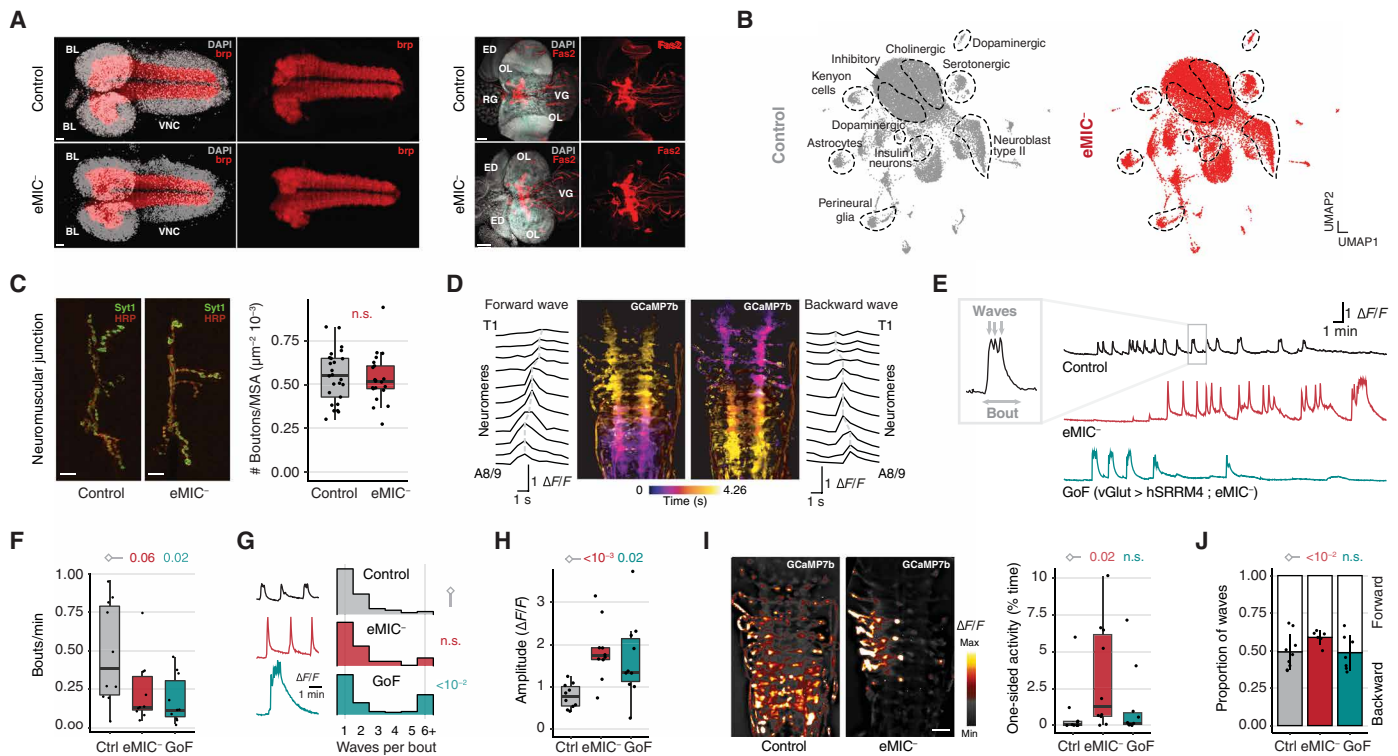 A
BL
DAPI
brp
brp
Control
BL
VNC
BL
DAPI
brp
brp
eMIC⁻
BL
VNC
ED
DAPI
Fas2
Fas2
OL
Control
RG
VG
OL
OL
DAPI
Fas2
Fas2
eMIC⁻
VG
ED
OL
B
Cholinergic
Dopaminergic
Inhibitory
Serotonergic
Kenyon
cells
Control
Dopaminergic
Astrocytes
Insulin
neurons
Neuroblast
type II
Perineural
glia
eMIC⁻
UMAP2
UMAP1
C
Neuromuscular junction
Syt1
HRP
Syt1
HRP
Control
eMIC⁻
# Boutons/MSA (μm⁻² 10⁻³)
n.s.
0.75
0.50
0.25
0.00
Control
eMIC⁻
D
Forward wave
GCaMP7b
GCaMP7b
Backward wave
T1
T1
Neuromeres
Neuromeres
A8/9
A8/9
1 ΔF/F
1 s
0
4.26
Time (s)
1 ΔF/F
1 s
E
Waves
Bout
1 ΔF/F
1 min
Control
eMIC⁻
GoF (vGlut > hSRRM4 ; eMIC⁻)
F
0.06
0.02
Bouts/min
1.00
0.75
0.50
0.25
0.00
Ctrl eMIC⁻ GoF
G
Control
eMIC⁻
n.s.
GoF
<10⁻²
ΔF/F
1 min
1 2 3 4 5 6+
Waves per bout
H
<10⁻³
0.02
Amplitude (ΔF/F)
3
2
1
0
Ctrl eMIC⁻ GoF
I
GCaMP7b
GCaMP7b
ΔF/F
Max
Min
Control
eMIC⁻
0.02
n.s.
One-sided activity (% time)
10
5
2
0
Ctrl eMIC⁻ GoF
J
<10⁻²
n.s.
Proportion of waves
1.00
0.75
0.50
0.25
0.00
Forward
Backward
Ctrl eMIC⁻ GoF